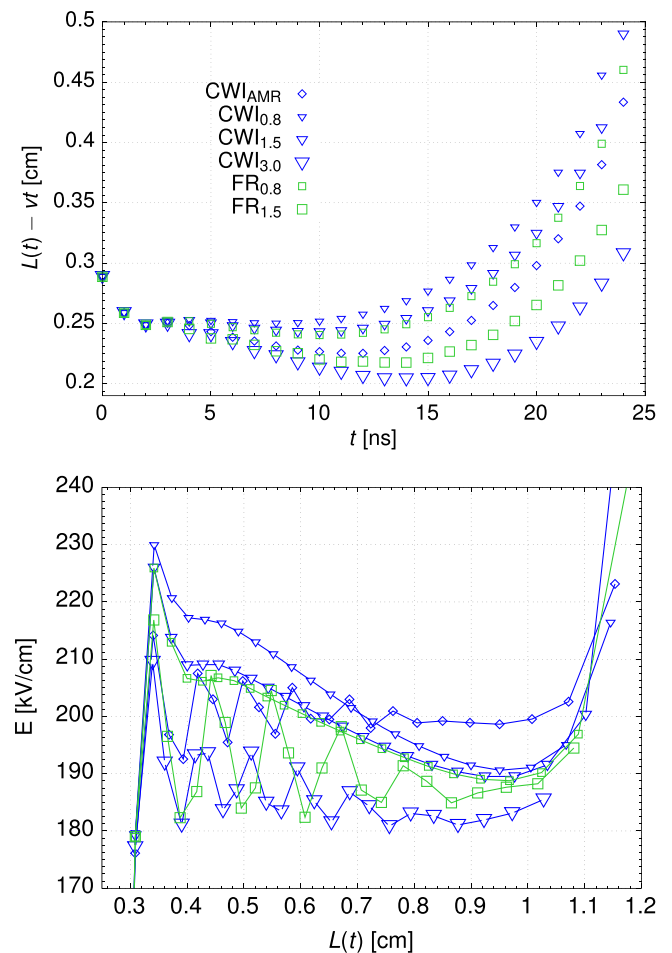 0.5
0.45
0.4
0.35
0.3
0.25
0.2
L(t) − vt [cm]
CWI_AMR
CWI_0.8
CWI_1.5
CWI_3.0
FR_0.8
FR_1.5
0 5 10 15 20 25
t [ns]
240
230
220
210
200
190
180
170
E [kV/cm]
0.3 0.4 0.5 0.6 0.7 0.8 0.9 1 1.1 1.2
L(t) [cm]